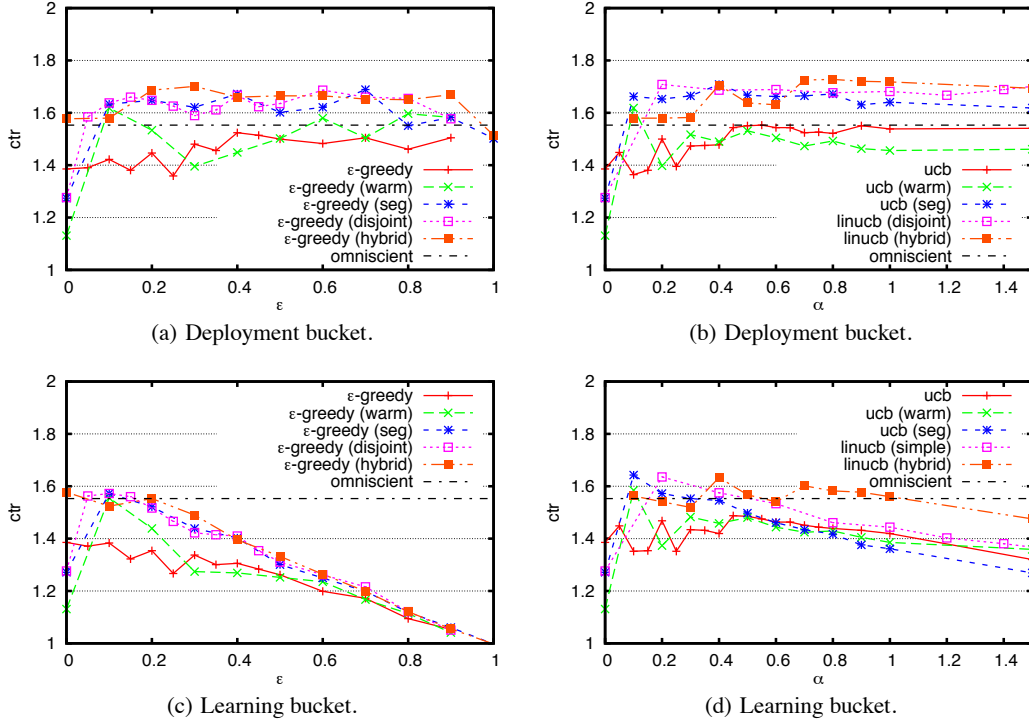 2
1.8
1.6
1.4
1.2
1
ctr
ε-greedy
ε-greedy (warm)
ε-greedy (seg)
ε-greedy (disjoint)
ε-greedy (hybrid)
omniscient
0 0.2 0.4 0.6 0.8 1
ε
(a) Deployment bucket.
2
1.8
1.6
1.4
1.2
1
ctr
ucb
ucb (warm)
ucb (seg)
linucb (disjoint)
linucb (hybrid)
omniscient
0 0.2 0.4 0.6 0.8 1 1.2 1.4
α
(b) Deployment bucket.
2
1.8
1.6
1.4
1.2
1
ctr
ε-greedy
ε-greedy (warm)
ε-greedy (seg)
ε-greedy (disjoint)
ε-greedy (hybrid)
omniscient
0 0.2 0.4 0.6 0.8 1
ε
(c) Learning bucket.
2
1.8
1.6
1.4
1.2
1
ctr
ucb
ucb (warm)
ucb (seg)
linucb (simple)
linucb (hybrid)
omniscient
0 0.2 0.4 0.6 0.8 1 1.2 1.4
α
(d) Learning bucket.